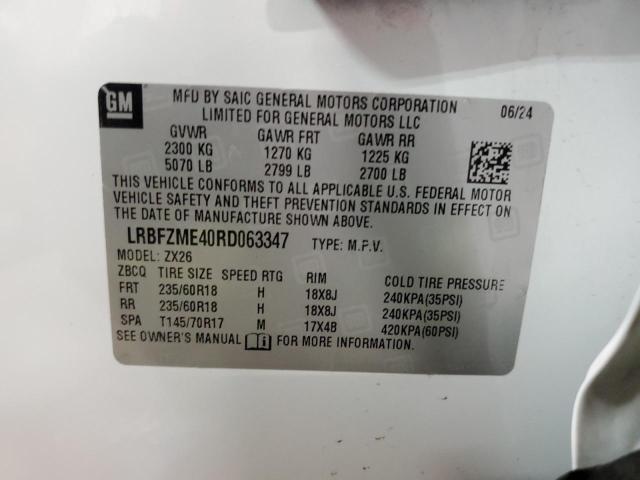 GM
MFD BY SAIC GENERAL MOTORS CORPORATION 06/24
LIMITED FOR GENERAL MOTORS LLC
GVWR GAWR FRT GAWR RR
2300 KG 1270 KG 1225 KG
5070 LB 2799 LB 2700 LB
THIS VEHICLE CONFORMS TO ALL APPLICABLE U.S. FEDERAL MOTOR
VEHICLE SAFETY AND THEFT PREVENTION STANDARDS IN EFFECT ON
THE DATE OF MANUFACTURE SHOWN ABOVE.
LRBFZME40RD063347 TYPE: M.P.V.
MODEL: ZX26
ZBCQ TIRE SIZE SPEED RTG RIM COLD TIRE PRESSURE
FRT 235/60R18 H 18X8J 240KPA(35PSI)
RR 235/60R18 H 18X8J 240KPA(35PSI)
SPA T145/70R17 M 17X4B 420KPA(60PSI)
SEE OWNER'S MANUAL FOR MORE INFORMATION